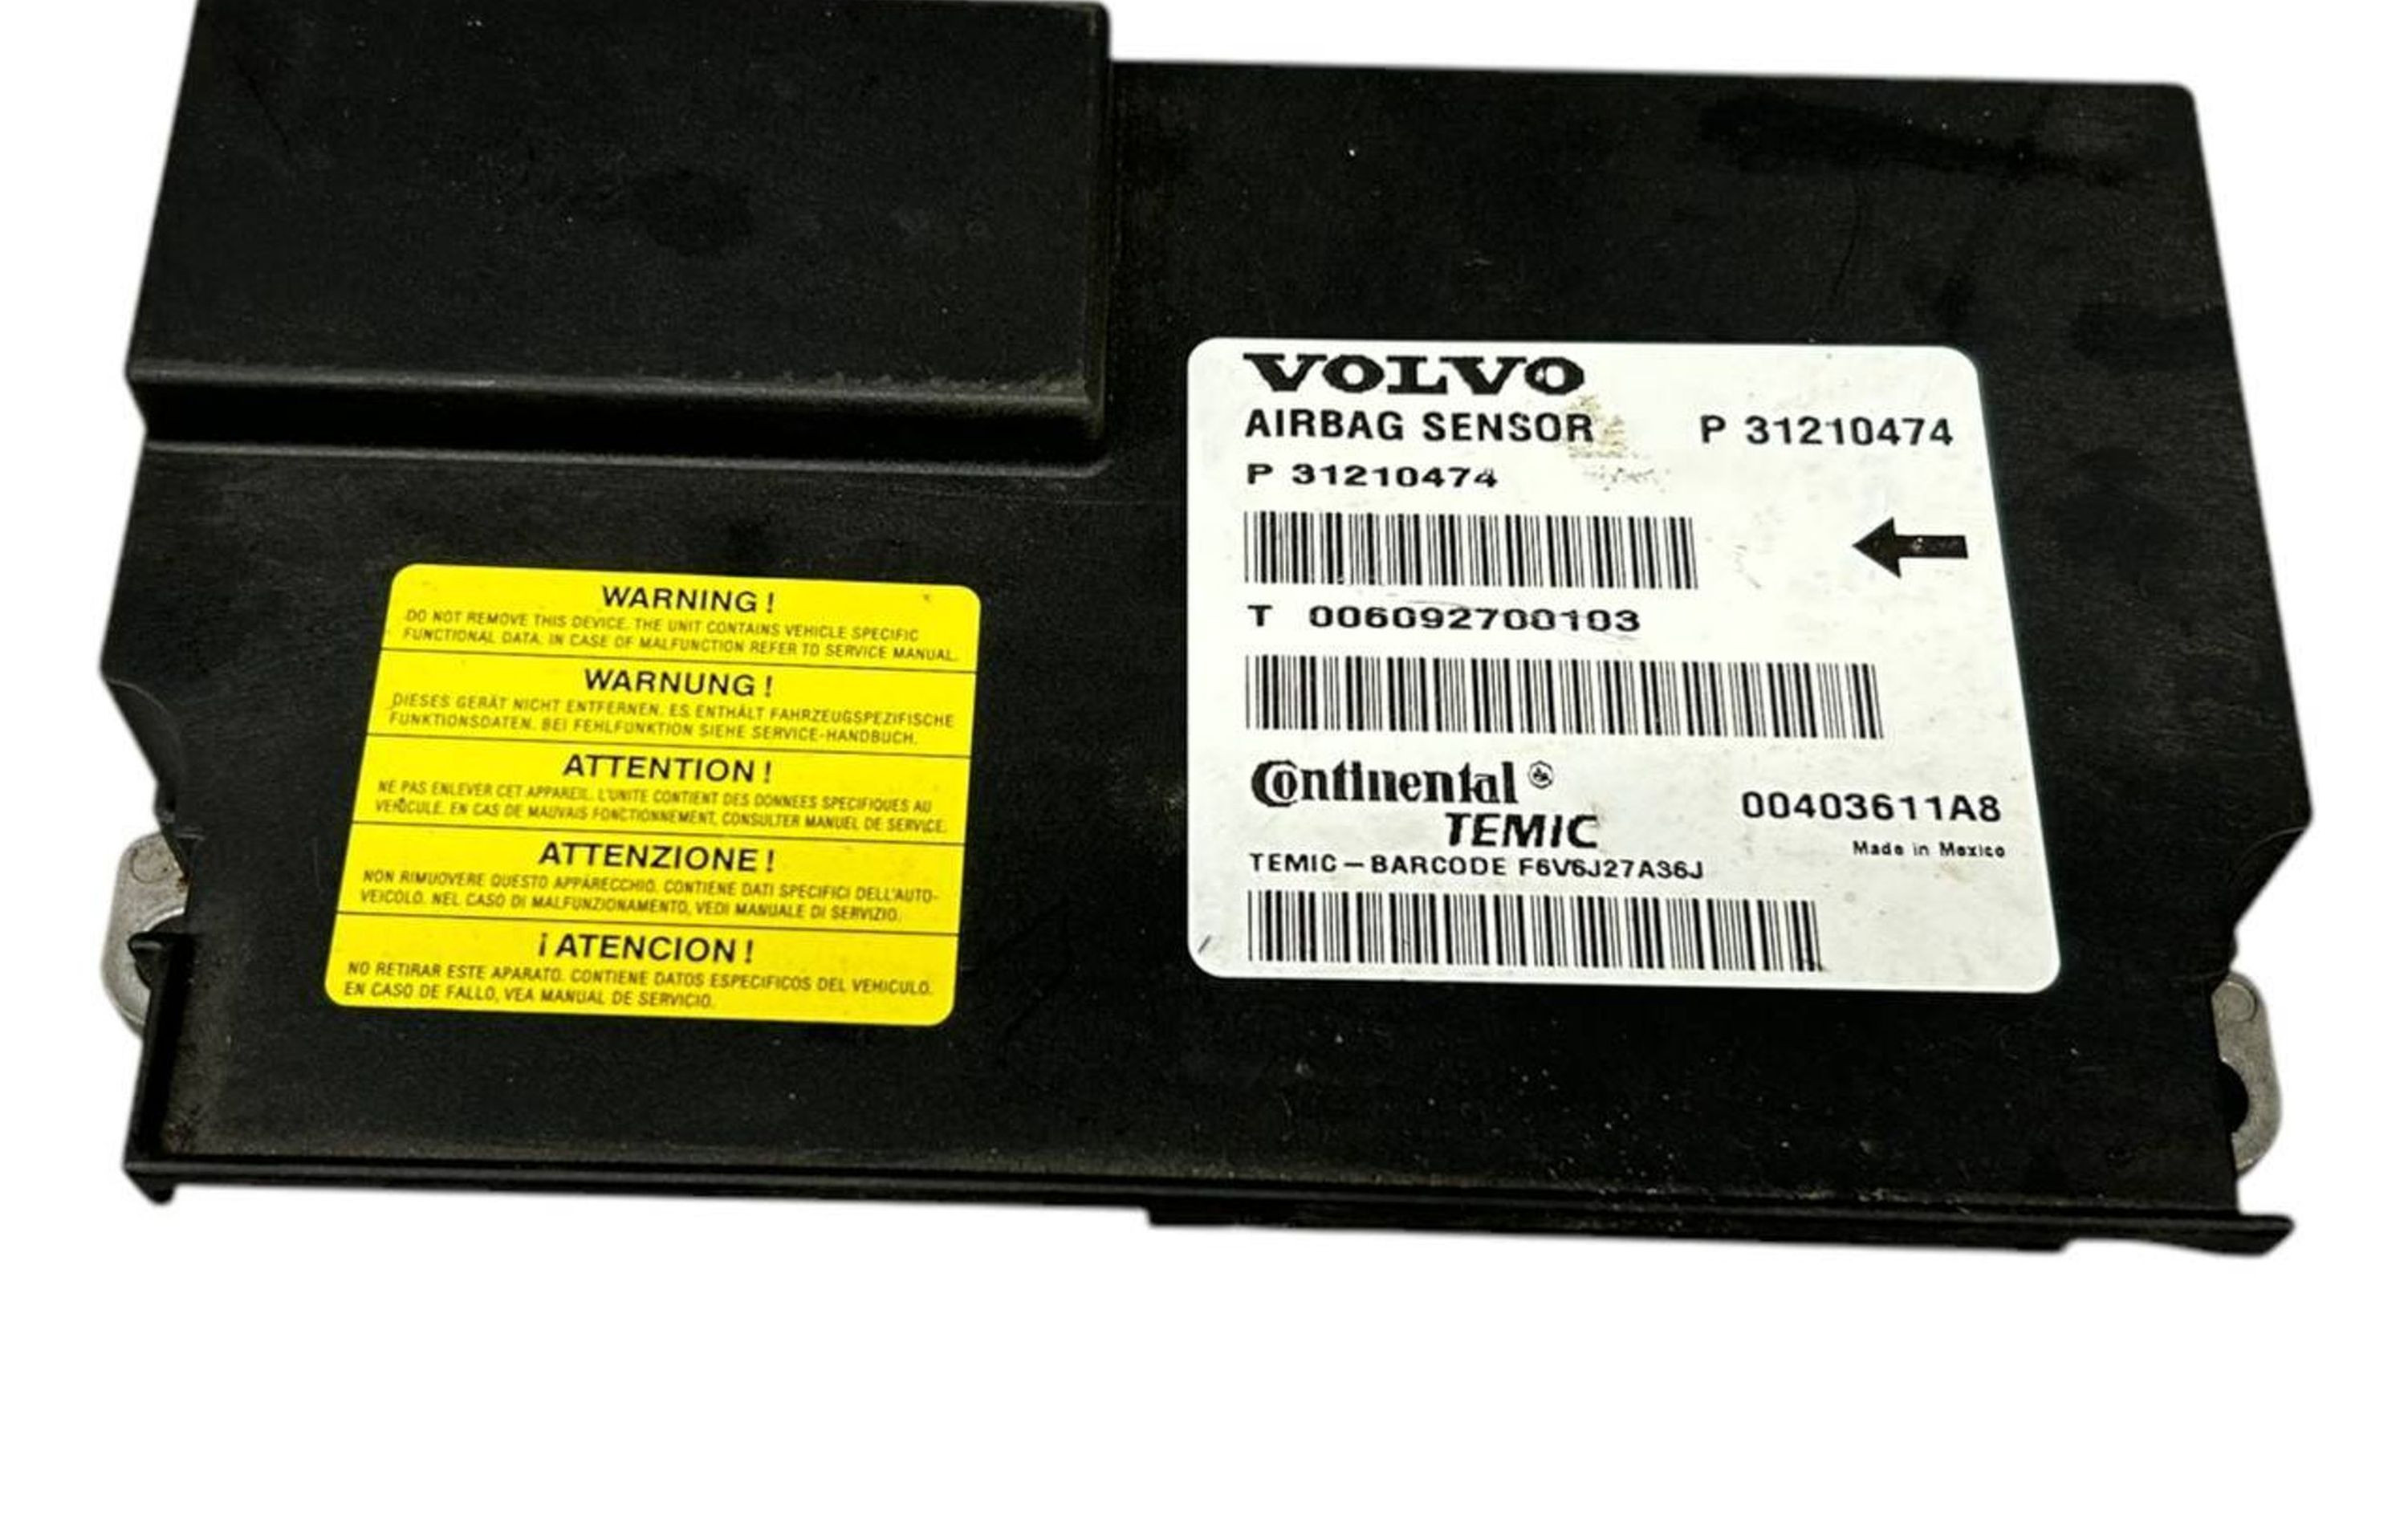 WARNING !
DO NOT REMOVE THIS DEVICE. THE UNIT CONTAINS VEHICLE SPECIFIC
FUNCTIONAL DATA. IN CASE OF MALFUNCTION REFER TO SERVICE MANUAL.
WARNUNG !
DIESES GERÄT NICHT ENTFERNEN. ES ENTHÄLT FAHRZEUGSPEZIFISCHE
FUNKTIONSDATEN. BEI FEHLFUNKTION SIEHE SERVICE-HANDBUCH.
ATTENTION !
NE PAS ENLEVER CET APPAREIL. L'UNITE CONTIENT DES DONNEES SPECIFIQUES AU
VEHICULE. EN CAS DE MAUVAIS FONCTIONNEMENT, CONSULTER MANUEL DE SERVICE.
ATTENZIONE !
NON RIMUOVERE QUESTO APPARECCHIO. CONTIENE DATI SPECIFICI DELL'AUTO-
VEICOLO. NEL CASO DI MALFUNZIONAMENTO, VEDI MANUALE DI SERVIZIO.
¡ ATENCION !
NO RETIRAR ESTE APARATO. CONTIENE DATOS ESPECIFICOS DEL VEHICULO.
EN CASO DE FALLO, VEA MANUAL DE SERVICIO.
VOLVO
AIRBAG SENSOR P 31210474
P 31210474
T 006092700103
Continental
TEMIC
00403611A8
Made in Mexico
TEMIC-BARCODE F6V6J27A36J